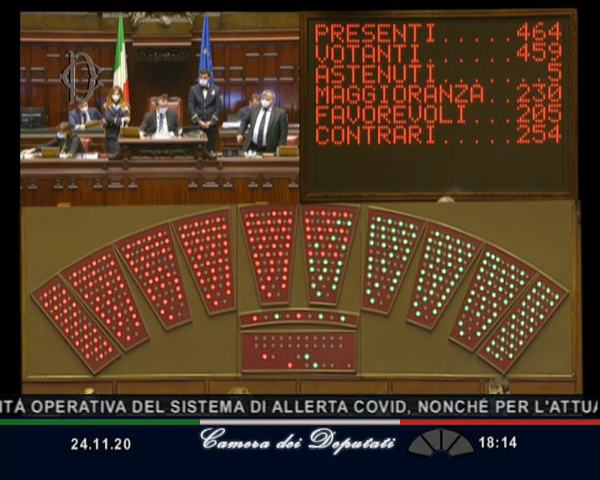 PRESENTI.....464
VOTANTI.....459
ASTENUTI.......5
MAGGIORANZA..230
FAVOREVOLI...205
CONTRARI.....254
ITÀ OPERATIVA DEL SISTEMA DI ALLERTA COVID, NONCHÉ PER L'ATTUA
24.11.20
Camera dei Deputati
18:14